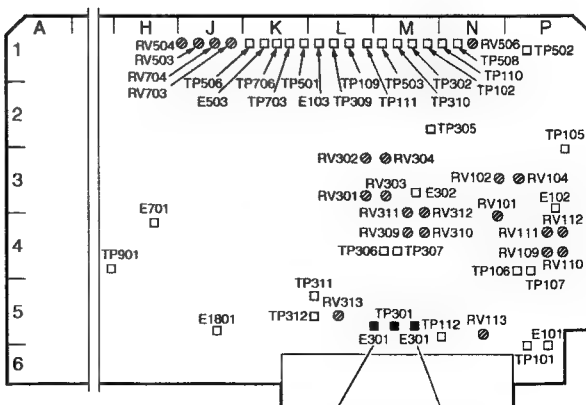 A H J K L M N P
1 RV504 RV506 TP502
RV503 TP508
RV704 TP506 TP706 TP501 TP109 TP503 TP302 TP110
RV703 E503 TP703 E103 TP309 TP111 TP310 TP102
2 TP305 TP105
RV302 RV304 RV102 RV104
3 RV303 E302 RV101 E102
RV301 RV311 RV312 RV112
E701 RV309 RV310 RV111
4 TP306 TP307 RV109
TP901 TP106 RV110
TP311 TP107
5 TP312 RV313 TP301 TP112 RV113 E101
E1801 E301 E301 TP101
6